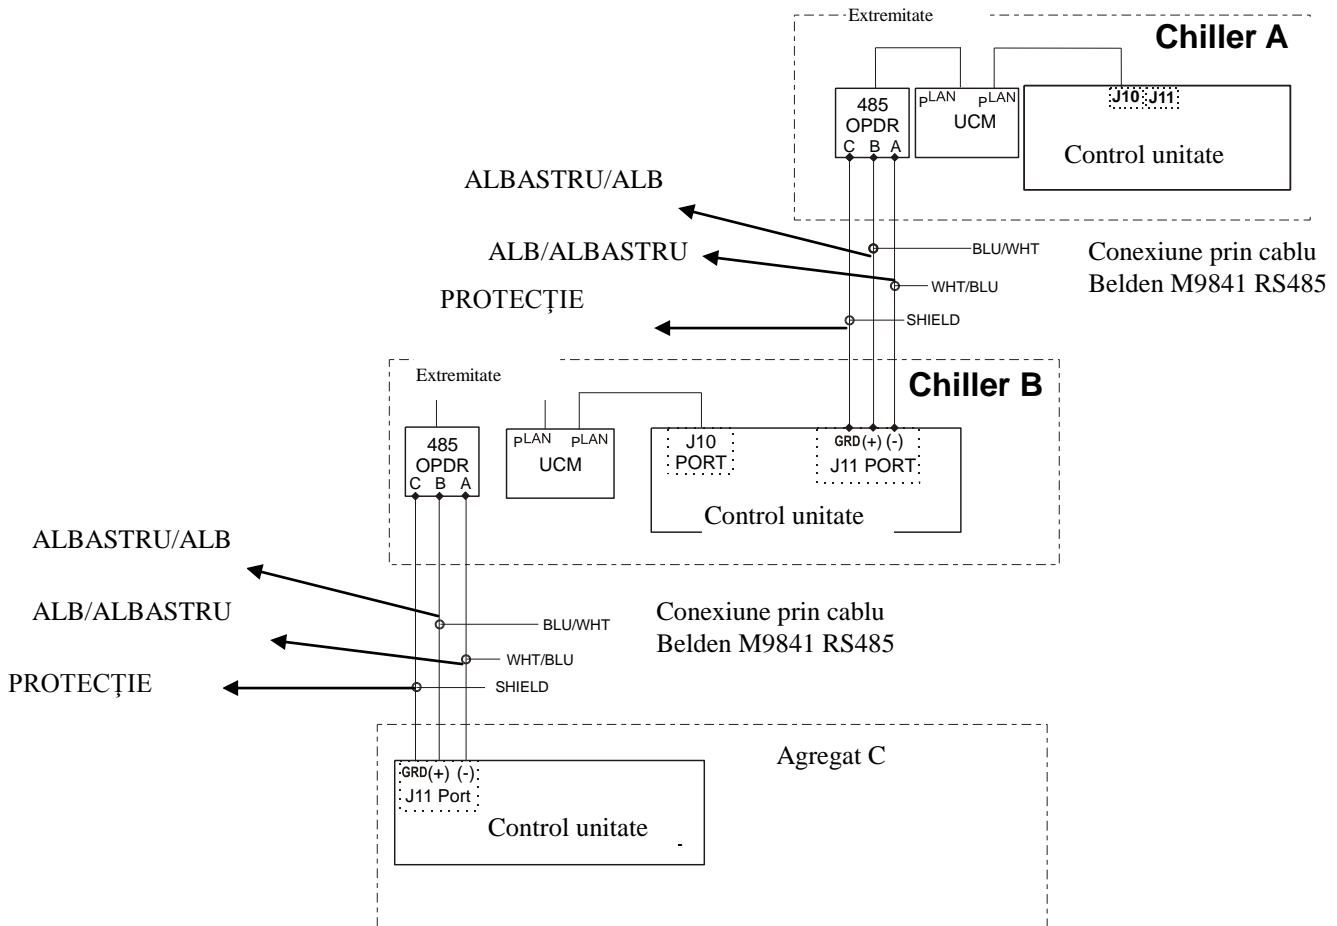 Extremitate
Chiller A
485
OPDR
C B A
pLAN pLAN
UCM
J10 J11
Control unitate
ALBASTRU/ALB
ALB/ALBASTRU
PROTECŢIE
BLU/WHT
WHT/BLU
SHIELD
Conexiune prin cablu
Belden M9841 RS485
Extremitate
Chiller B
485
OPDR
C B A
pLAN pLAN
UCM
J10
PORT
GRD (+) (-)
J11 PORT
Control unitate
ALBASTRU/ALB
ALB/ALBASTRU
PROTECŢIE
BLU/WHT
WHT/BLU
SHIELD
Conexiune prin cablu
Belden M9841 RS485
Agregat C
GRD (+) (-)
J11 Port
Control unitate
-